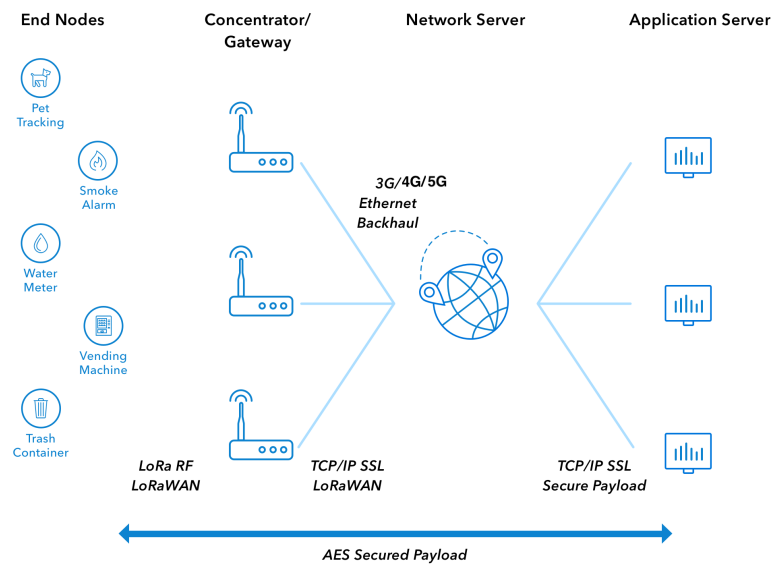 End Nodes
Concentrator/
Gateway
Network Server
Application Server
Pet
Tracking
Smoke
Alarm
Water
Meter
Vending
Machine
Trash
Container
3G/4G/5G
Ethernet
Backhaul
LoRa RF
LoRaWAN
TCP/IP SSL
LoRaWAN
TCP/IP SSL
Secure Payload
AES Secured Payload